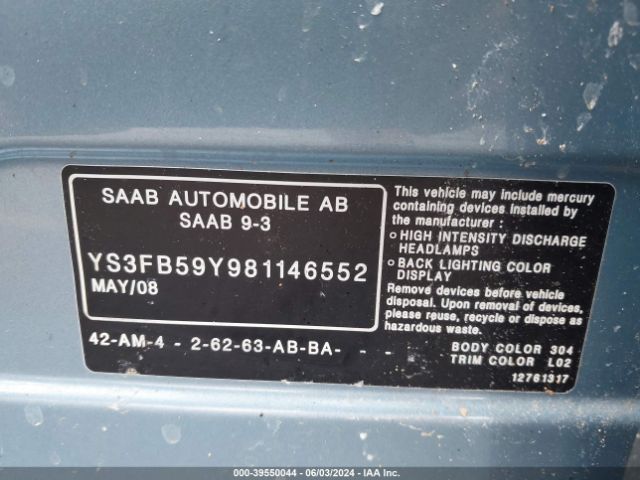 SAAB AUTOMOBILE AB
SAAB 9-3
YS3FB59Y981146552
MAY/08
42-AM-4 - 2-62-63-AB-BA- - -
This vehicle may include mercury
containing devices installed by
the manufacturer :
○ HIGH INTENSITY DISCHARGE
HEADLAMPS
○ BACK LIGHTING COLOR
DISPLAY
Remove devices before vehicle
disposal. Upon removal of devices,
please reuse, recycle or dispose as
hazardous waste.
BODY COLOR 304
TRIM COLOR L02
12761317
000-39550044 - 06/03/2024 - IAA Inc.